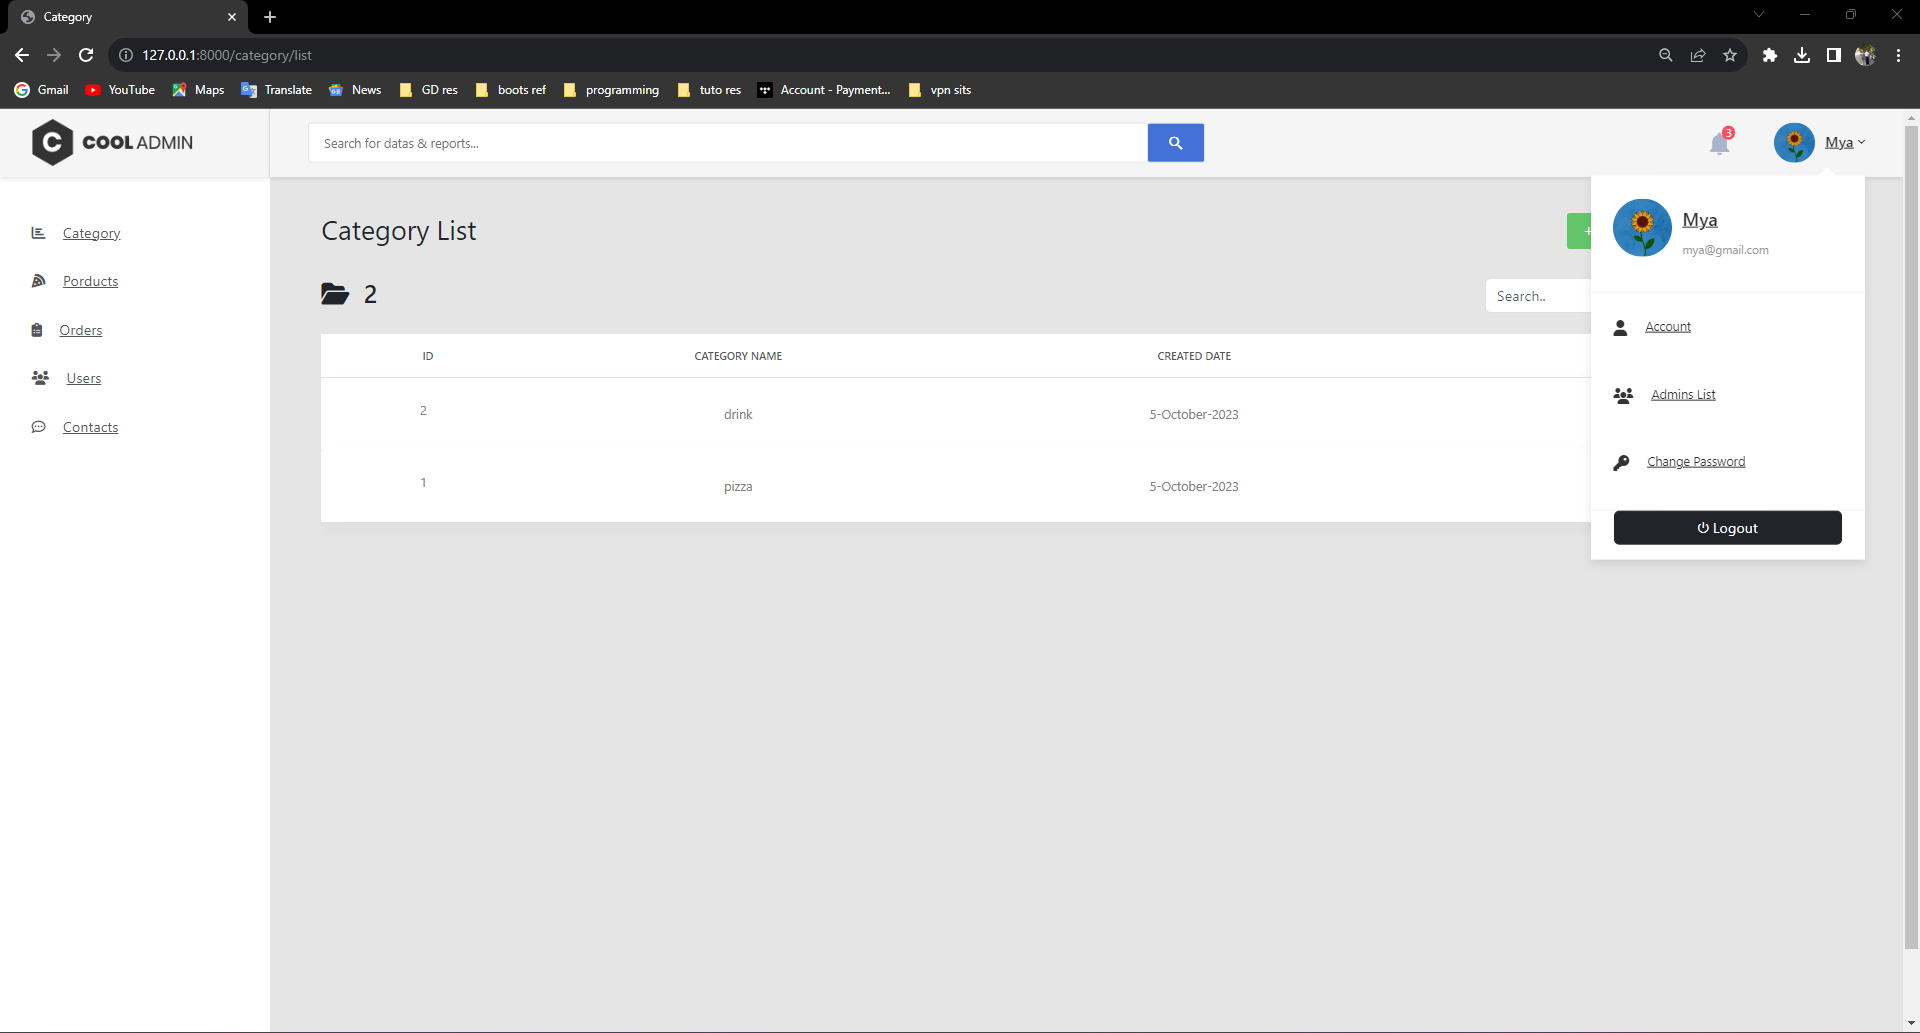 Category
127.0.0.1:8000/category/list
Gmail YouTube Maps Translate News GD res boots ref programming tuto res Account - Payment... vpn sits
C COOL ADMIN
Search for datas & reports...
3
Mya
Category
Porducts
Orders
Users
Contacts
Category List
+
2
Search..
ID CATEGORY NAME CREATED DATE
2 drink 5-October-2023
1 pizza 5-October-2023
Mya
mya@gmail.com
Account
Admins List
Change Password
Logout